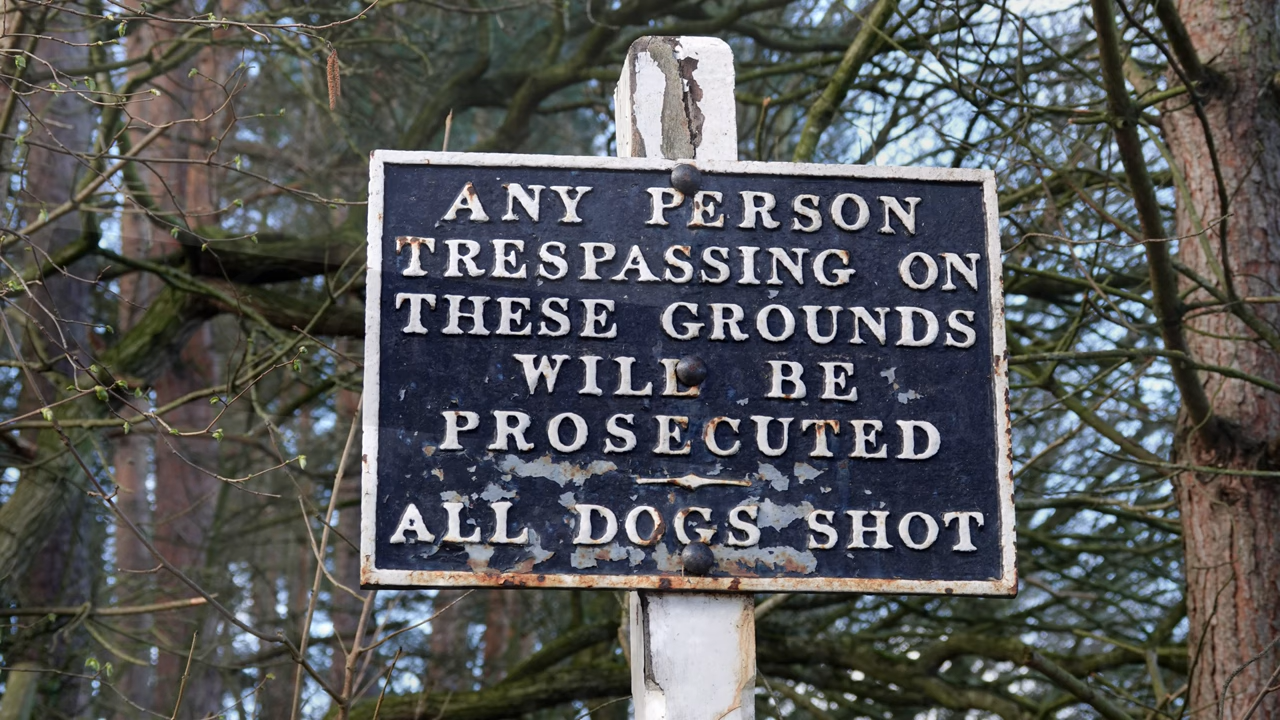 ANY PERSON
TRESPASSING ON
THESE GROUNDS
WILL BE
PROSECUTED
ALL DOGS SHOT